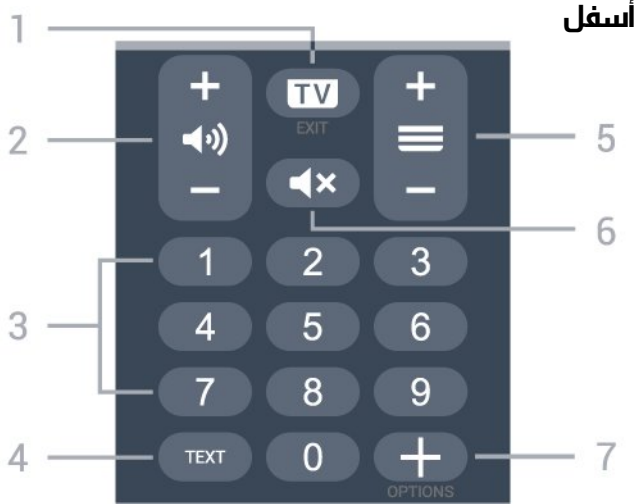 أسفل
1
+ TV +
EXIT
2 5
− −
6
1 2 3
3
4 5 6
7 8 9
4 TEXT 0 + 7
OPTIONS